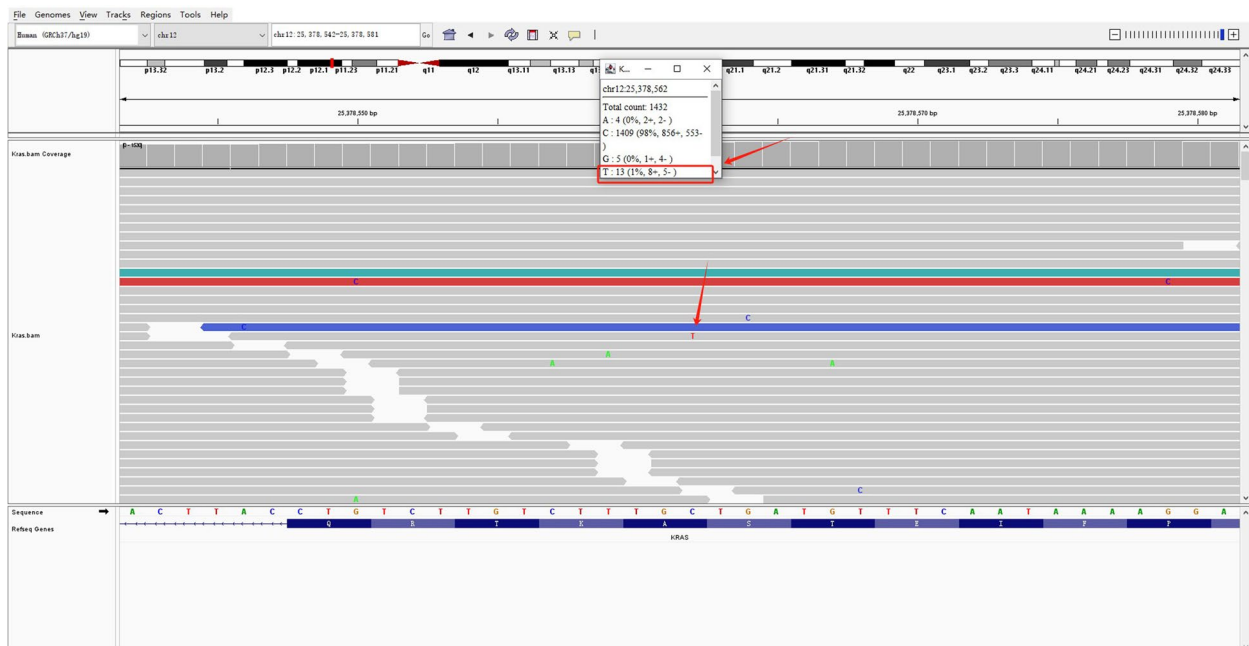 File Genomes View Tracks Regions Tools Help
Human (GRCh37/hg19) chr12 chr12:25,378,542-25,378,581 Go
p13.32 p13.2 p12.3 p12.2 p12.1 p11.23 p11.21 q11 q12 q13.11 q13.13 q21.1 q21.2 q21.31 q21.32 q22 q23.1 q23.2 q23.3 q24.11 q24.21 q24.23 q24.31 q24.32 q24.33
K...
chr12:25,378,562
Total count: 1432
A : 4 (0%, 2+, 2- )
C : 1409 (98%, 856+, 553-
)
G : 5 (0%, 1+, 4- )
T : 13 (1%, 8+, 5- )
25,378,550 bp 25,378,570 bp 25,378,580 bp
Kras.bam Coverage
C C
C
C
Kras.bam
T
A
A A
C
A
Sequence A C T T A C C T G T C T T G T C T T T G C T G A T G T T T C A A T A A A A G G A
Refseq Genes Q R T K A S T E I P P
KRAS